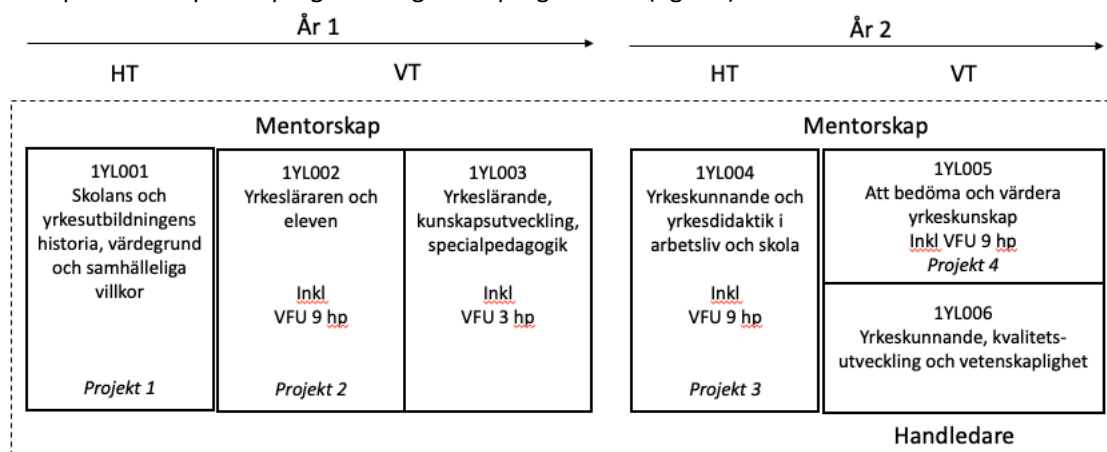 År 1
År 2
HT
VT
HT
VT
Mentorskap
Mentorskap
1YL001
Skolans och
yrkesutbildningens
historia, värdegrund
och samhälleliga
villkor
Projekt 1
1YL002
Yrkesläraren och
eleven
Inkl
VFU 9 hp
Projekt 2
1YL003
Yrkeslärande,
kunskapsutveckling,
specialpedagogik
Inkl
VFU 3 hp
1YL004
Yrkeskunnande och
yrkesdidaktik i
arbetsliv och skola
Inkl
VFU 9 hp
Projekt 3
1YL005
Att bedöma och värdera
yrkeskunskap
Inkl VFU 9 hp
Projekt 4
1YL006
Yrkeskunnande, kvalitets-
utveckling och vetenskaplighet
Handledare